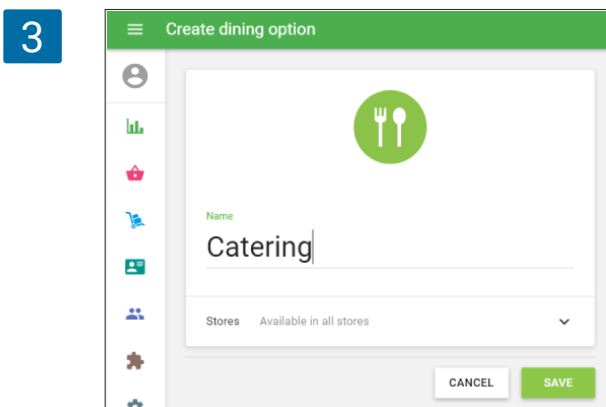 3
Create dining option
Name
Catering
Stores Available in all stores
CANCEL SAVE